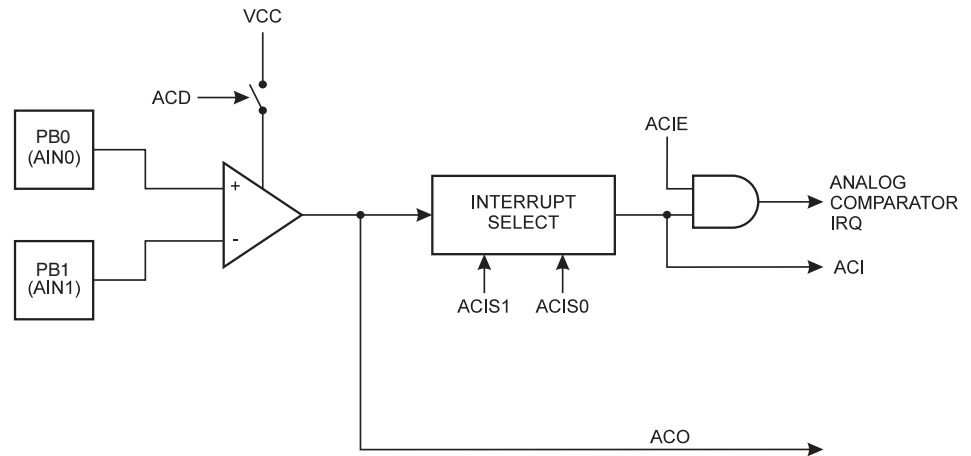 VCC
ACD
PB0
(AIN0)
+
-
PB1
(AIN1)
INTERRUPT
SELECT
ACIS1
ACIS0
ACIE
ANALOG
COMPARATOR
IRQ
ACI
ACO